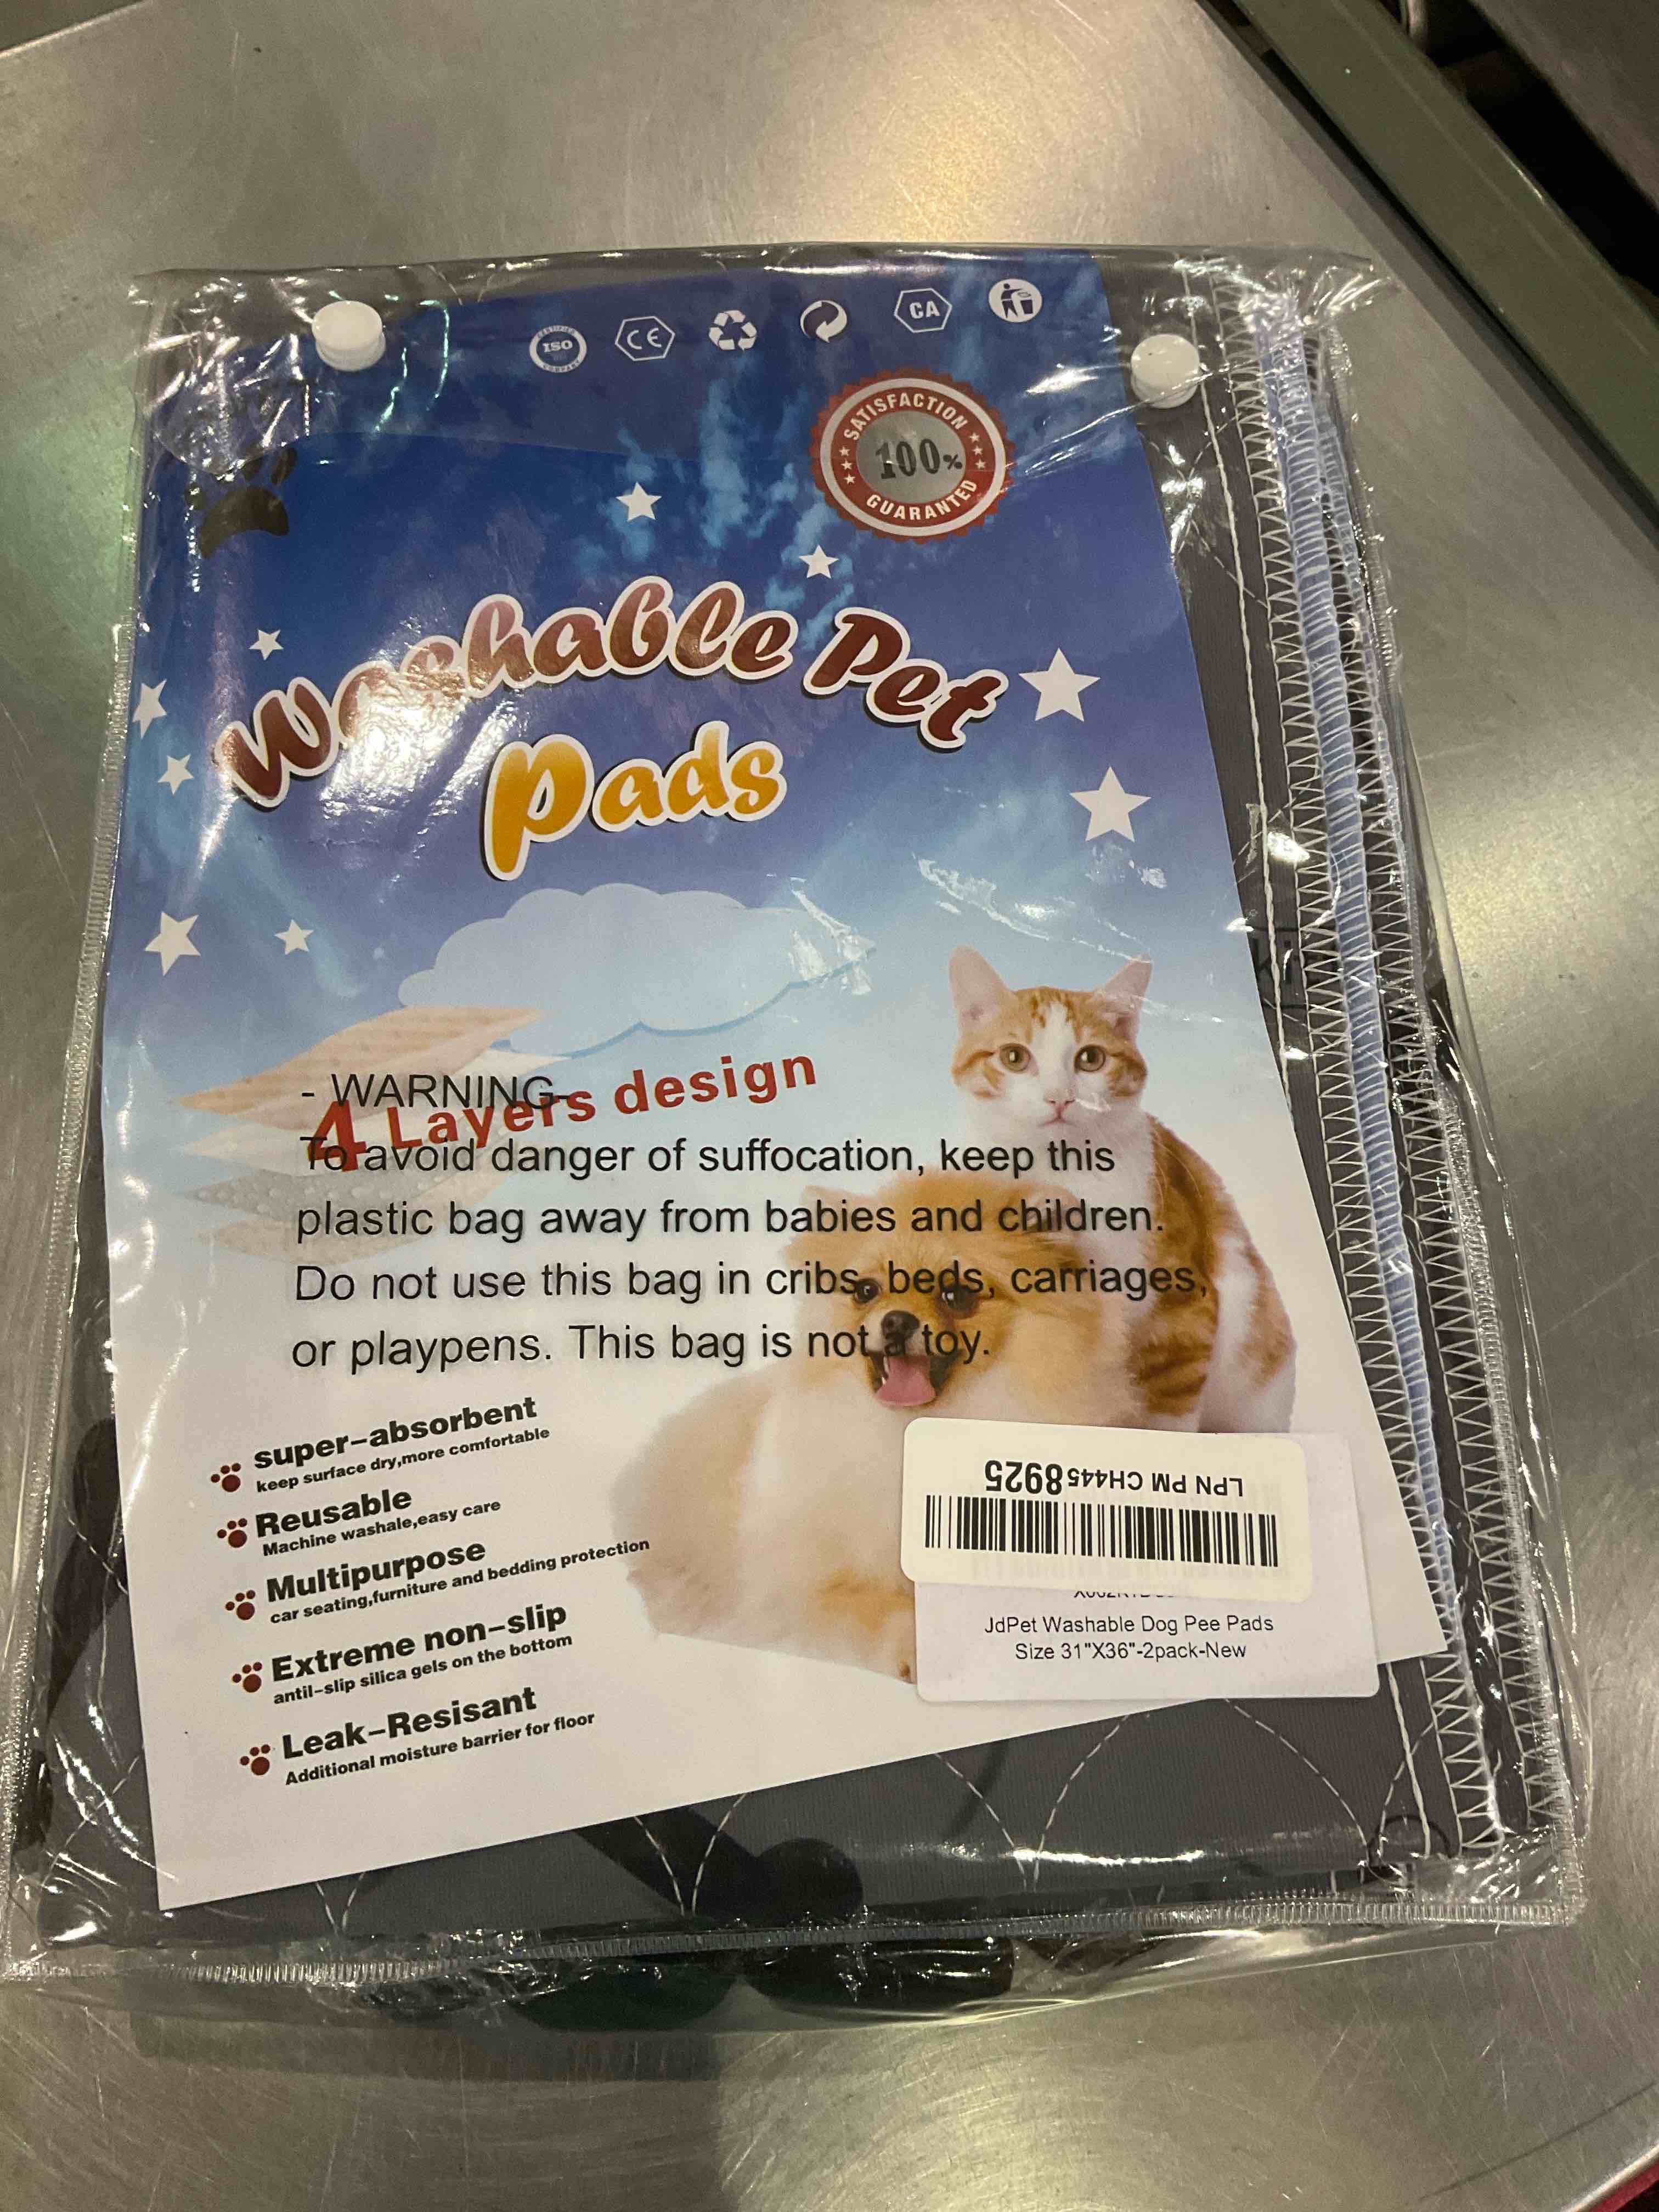 CERTIFIED
ISO
COMPANY
CE
CA
SATISFACTION
100%
GUARANTED
Washable Pet
Pads
4 Layers design
- WARNING-
To avoid danger of suffocation, keep this
plastic bag away from babies and children.
Do not use this bag in cribs, beds, carriages,
or playpens. This bag is not a toy.
super-absorbent
keep surface dry,more comfortable
Reusable
Machine washale,easy care
Multipurpose
car seating,furniture and bedding protection
Extreme non-slip
antil-slip silica gels on the bottom
Leak-Resisant
Additional moisture barrier for floor
LPN PM CH4458925
JdPet Washable Dog Pee Pads
Size 31"X36"-2pack-New